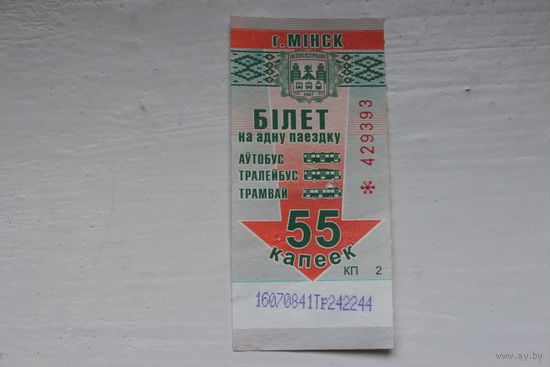 г. МІНСК
МІНСКТРАНС
БІЛЕТ
на адну паездку
АЎТОБУС
ТРАЛЕЙБУС
ТРАМВАЙ
* 429393
55
капеек
КП 2
16070841Тр242244
www.ay.by